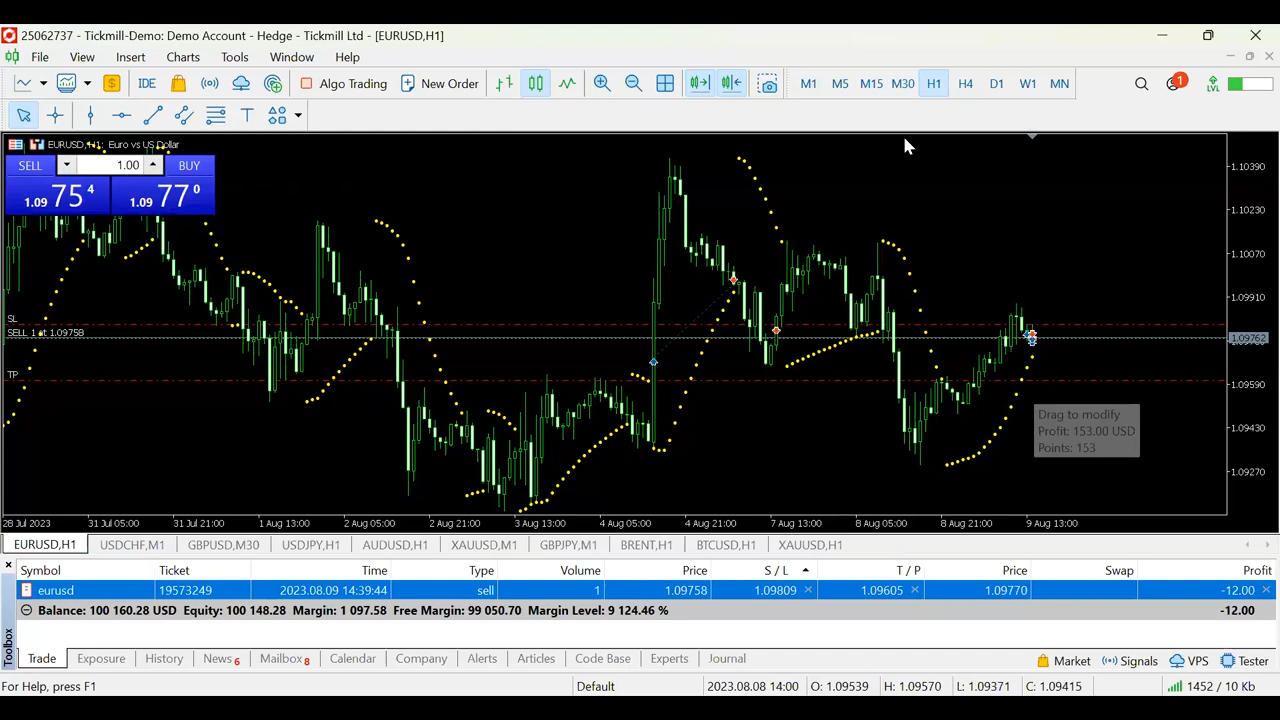 25062737 - Tickmill-Demo: Demo Account - Hedge - Tickmill Ltd - [EURUSD,H1]
File View Insert Charts Tools Window Help
IDE Algo Trading New Order M1 M5 M15 M30 H1 H4 D1 W1 MN 1 LVL
T
EURUSD,H1: Euro vs US Dollar
SELL 1.00 BUY
1.09 75 4 1.09 77 0
1.10390
1.10230
1.10070
1.09910
SL
SELL 1 at 1.09758
1.09762
TP
1.09590
Drag to modify
Profit: 153.00 USD
Points: 153
1.09430
1.09270
28 Jul 2023 31 Jul 05:00 31 Jul 21:00 1 Aug 13:00 2 Aug 05:00 2 Aug 21:00 3 Aug 13:00 4 Aug 05:00 4 Aug 21:00 7 Aug 13:00 8 Aug 05:00 8 Aug 21:00 9 Aug 13:00
EURUSD,H1 USDCHF,M1 GBPUSD,M30 USDJPY,H1 AUDUSD,H1 XAUUSD,M1 GBPJPY,M1 BRENT,H1 BTCUSD,H1 XAUUSD,H1
Symbol Ticket Time Type Volume Price S / L T / P Price Swap Profit
eurusd 19573249 2023.08.09 14:39:44 sell 1 1.09758 1.09809 1.09605 1.09770 -12.00
Balance: 100 160.28 USD Equity: 100 148.28 Margin: 1 097.58 Free Margin: 99 050.70 Margin Level: 9 124.46 % -12.00
Toolbox
Trade Exposure History News 6 Mailbox 8 Calendar Company Alerts Articles Code Base Experts Journal Market Signals VPS Tester
For Help, press F1 Default 2023.08.08 14:00 O: 1.09539 H: 1.09570 L: 1.09371 C: 1.09415 1452 / 10 Kb